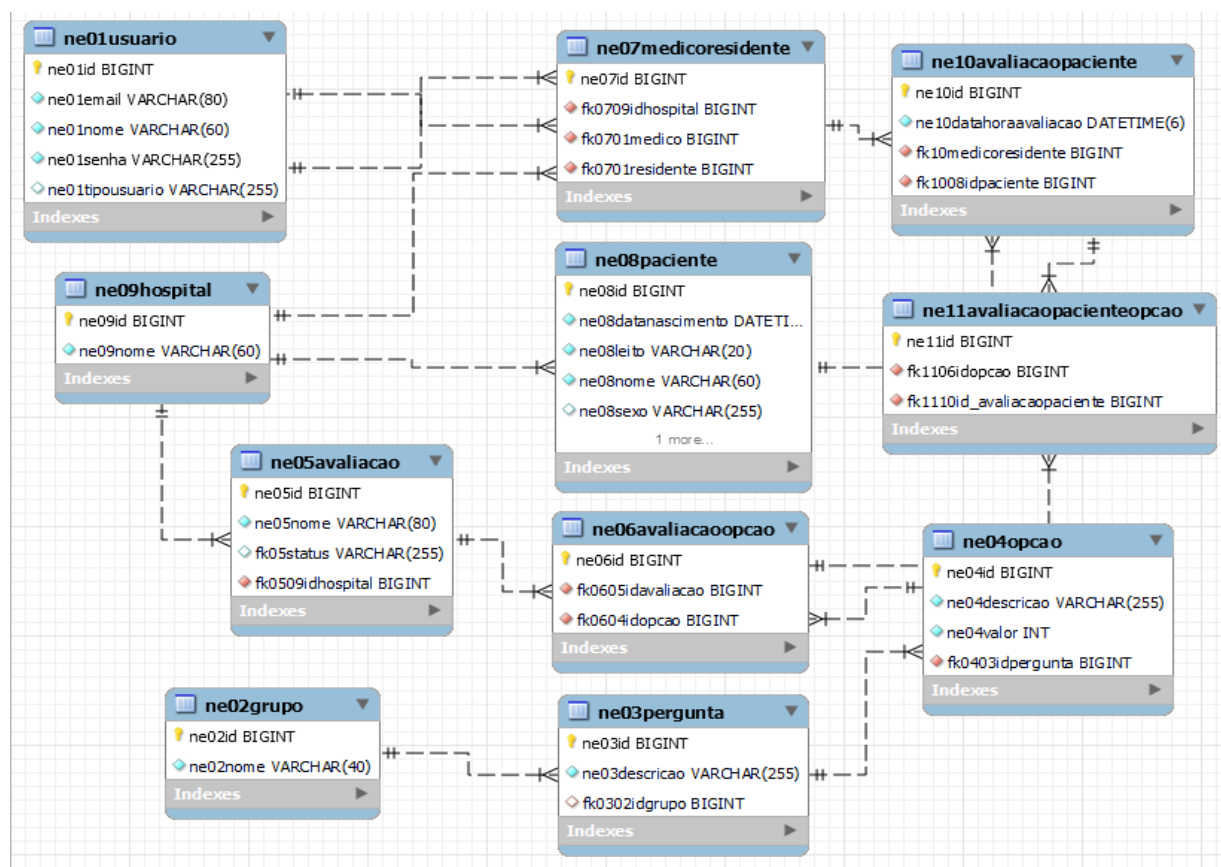 ne01usuario
ne01id BIGINT
ne01email VARCHAR(80)
ne01nome VARCHAR(60)
ne01senha VARCHAR(255)
ne01tipousuario VARCHAR(255)
Indexes
ne07medicoresidente
ne07id BIGINT
fk0709idhospital BIGINT
fk0701medico BIGINT
fk0701residente BIGINT
Indexes
ne10avaliacaopaciente
ne10id BIGINT
ne10datahoraavaliacao DATETIME(6)
fk10medicoresidente BIGINT
fk1008idpaciente BIGINT
Indexes
ne09hospital
ne09id BIGINT
ne09nome VARCHAR(60)
Indexes
ne08paciente
ne08id BIGINT
ne08datanascimento DATETI...
ne08leito VARCHAR(20)
ne08nome VARCHAR(60)
ne08sexo VARCHAR(255)
1 more...
Indexes
ne11avaliacaopacienteopcao
ne11id BIGINT
fk1106idopcao BIGINT
fk1110id_avaliacaopaciente BIGINT
Indexes
ne05avaliacao
ne05id BIGINT
ne05nome VARCHAR(80)
fk05status VARCHAR(255)
fk0509idhospital BIGINT
Indexes
ne06avaliacaoopcao
ne06id BIGINT
fk0605idavaliacao BIGINT
fk0604idopcao BIGINT
Indexes
ne04opcao
ne04id BIGINT
ne04descricao VARCHAR(255)
ne04valor INT
fk0403idpergunta BIGINT
Indexes
ne02grupo
ne02id BIGINT
ne02nome VARCHAR(40)
Indexes
ne03pergunta
ne03id BIGINT
ne03descricao VARCHAR(255)
fk0302idgrupo BIGINT
Indexes